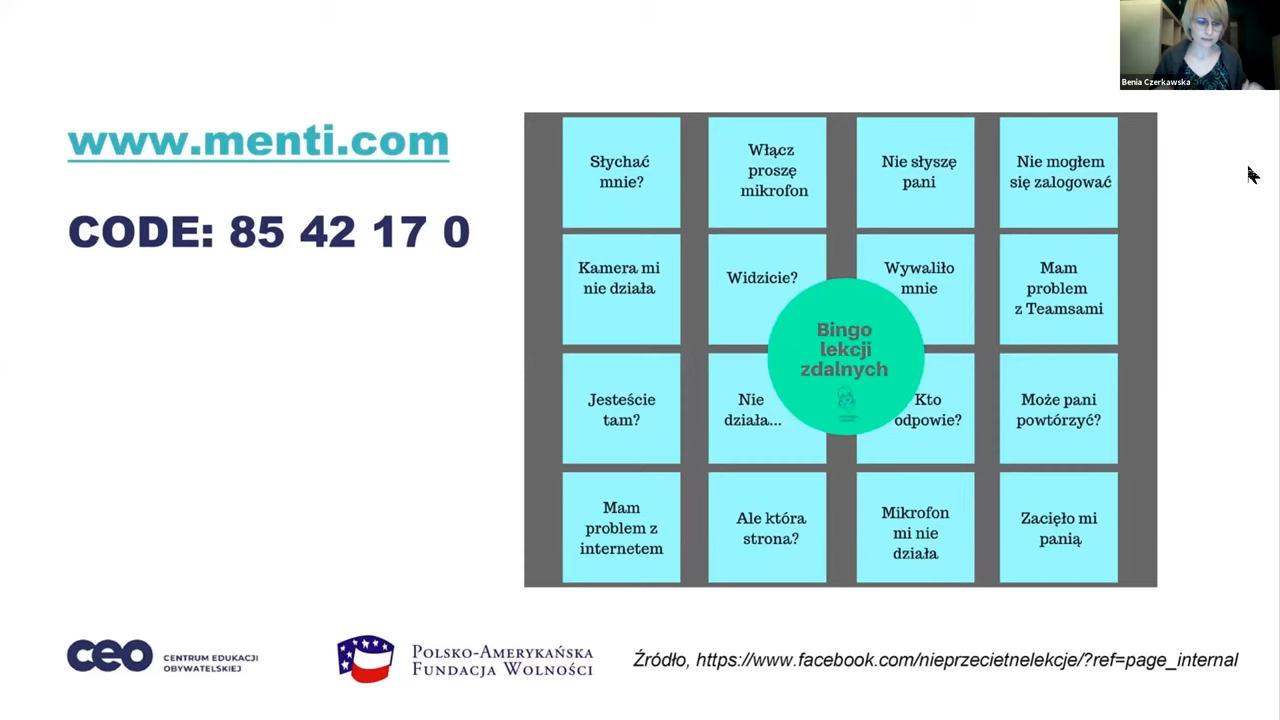 Benia Czerkawska
www.menti.com
CODE: 85 42 17 0
Słychać
mnie?
Włącz
proszę
mikrofon
Nie słyszę
pani
Nie mogłem
się zalogować
Kamera mi
nie działa
Widzicie?
Wywaliło
mnie
Mam
problem
z Teamsami
Bingo
lekcji
zdalnych
Jesteście
tam?
Nie
działa...
Kto
odpowie?
Może pani
powtórzyć?
Mam
problem z
internetem
Ale która
strona?
Mikrofon
mi nie
działa
Zacięło mi
panią
ceo
CENTRUM EDUKACJI
OBYWATELSKIEJ
POLSKO-AMERYKAŃSKA
FUNDACJA WOLNOŚCI
Źródło, https://www.facebook.com/nieprzecietnelekcje/?ref=page_internal